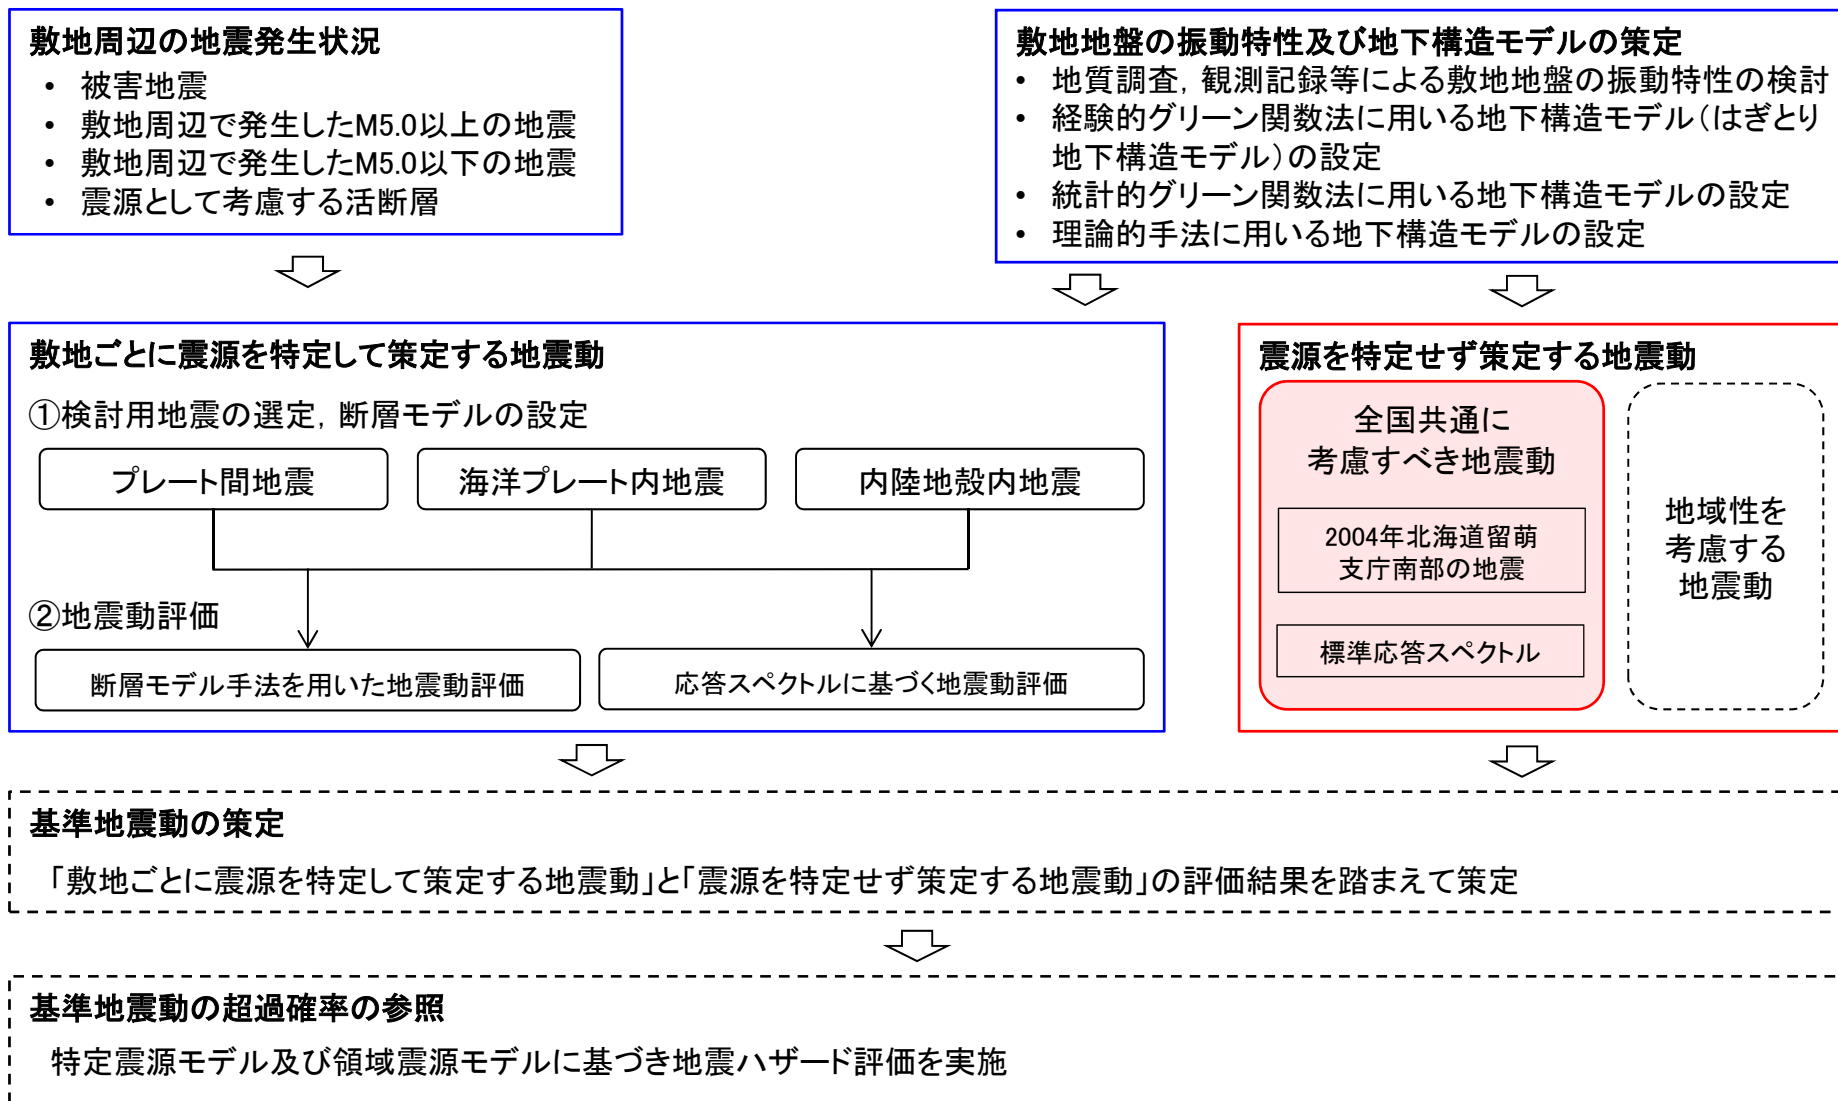 敷地周辺の地震発生状況
• 被害地震
• 敷地周辺で発生したM5.0以上の地震
• 敷地周辺で発生したM5.0以下の地震
• 震源として考慮する活断層
敷地地盤の振動特性及び地下構造モデルの策定
• 地質調査，観測記録等による敷地地盤の振動特性の検討
• 経験的グリーン関数法に用いる地下構造モデル（はぎとり
地下構造モデル）の設定
• 統計的グリーン関数法に用いる地下構造モデルの設定
• 理論的手法に用いる地下構造モデルの設定
敷地ごとに震源を特定して策定する地震動
①検討用地震の選定，断層モデルの設定
プレート間地震
海洋プレート内地震
内陸地殻内地震
②地震動評価
断層モデル手法を用いた地震動評価
応答スペクトルに基づく地震動評価
震源を特定せず策定する地震動
全国共通に
考慮すべき地震動
2004年北海道留萌
支庁南部の地震
標準応答スペクトル
地域性を
考慮する
地震動
基準地震動の策定
「敷地ごとに震源を特定して策定する地震動」と「震源を特定せず策定する地震動」の評価結果を踏まえて策定
基準地震動の超過確率の参照
特定震源モデル及び領域震源モデルに基づき地震ハザード評価を実施